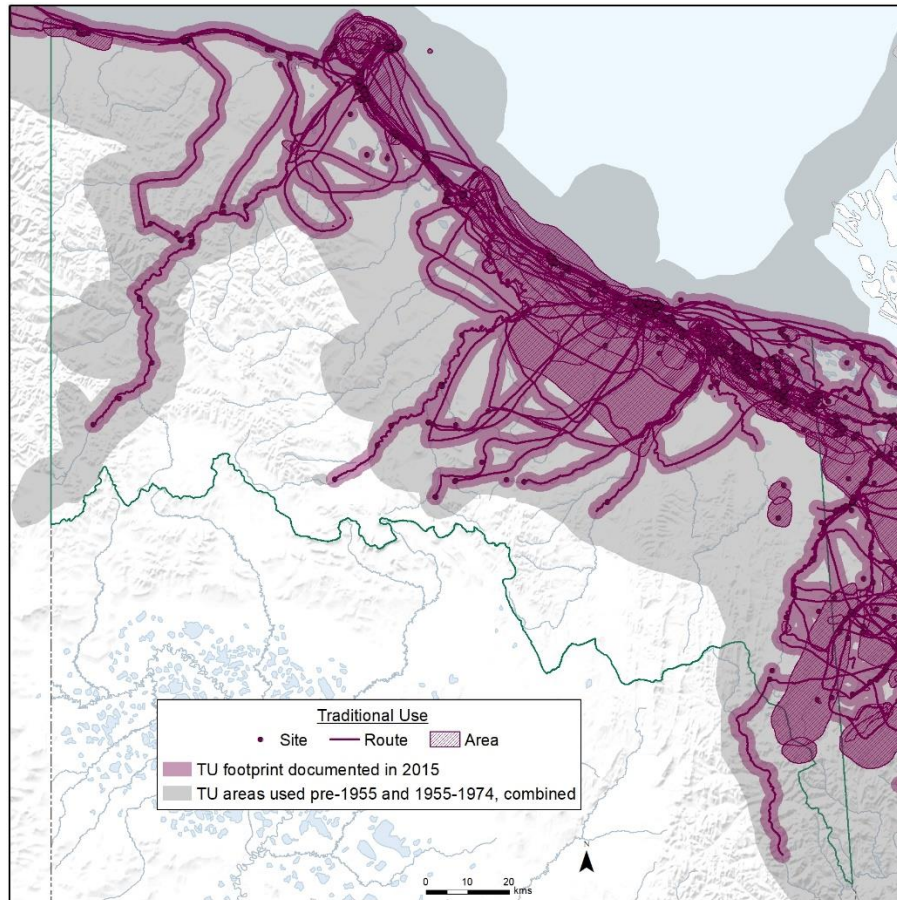 Traditional Use
Site Route Area
TU footprint documented in 2015
TU areas used pre-1955 and 1955-1974, combined
N
0 5 10 20
kms